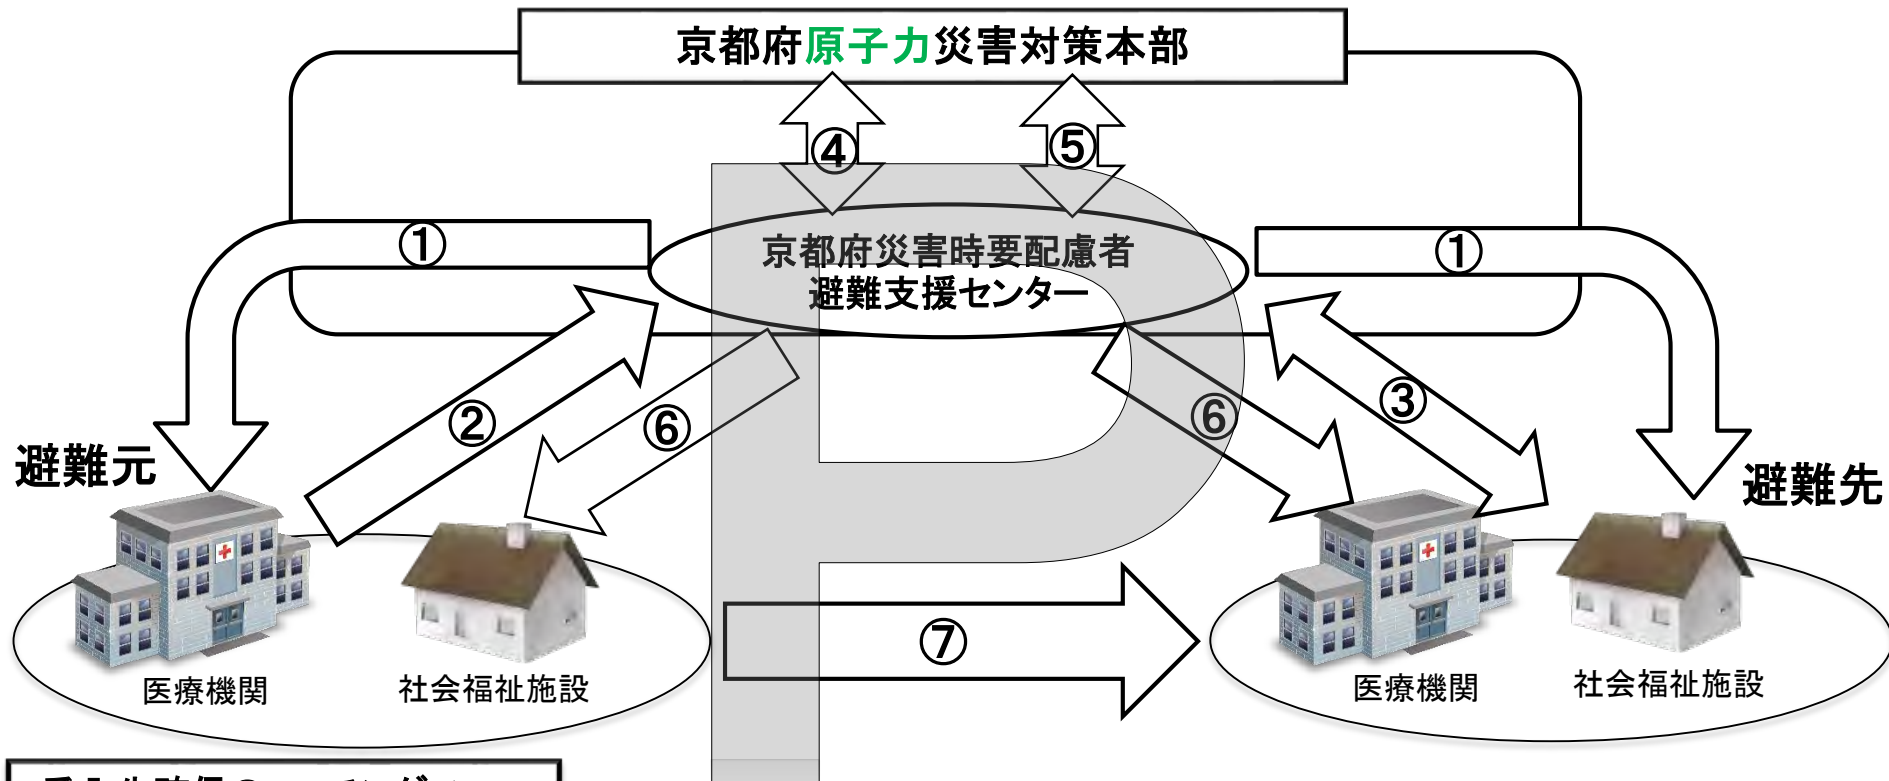 京都府原子力災害対策本部
④
⑤
①
京都府災害時要配慮者
避難支援センター
①
②
⑥
⑥
③
避難元
避難先
⑦
医療機関
社会福祉施設
医療機関
社会福祉施設
P